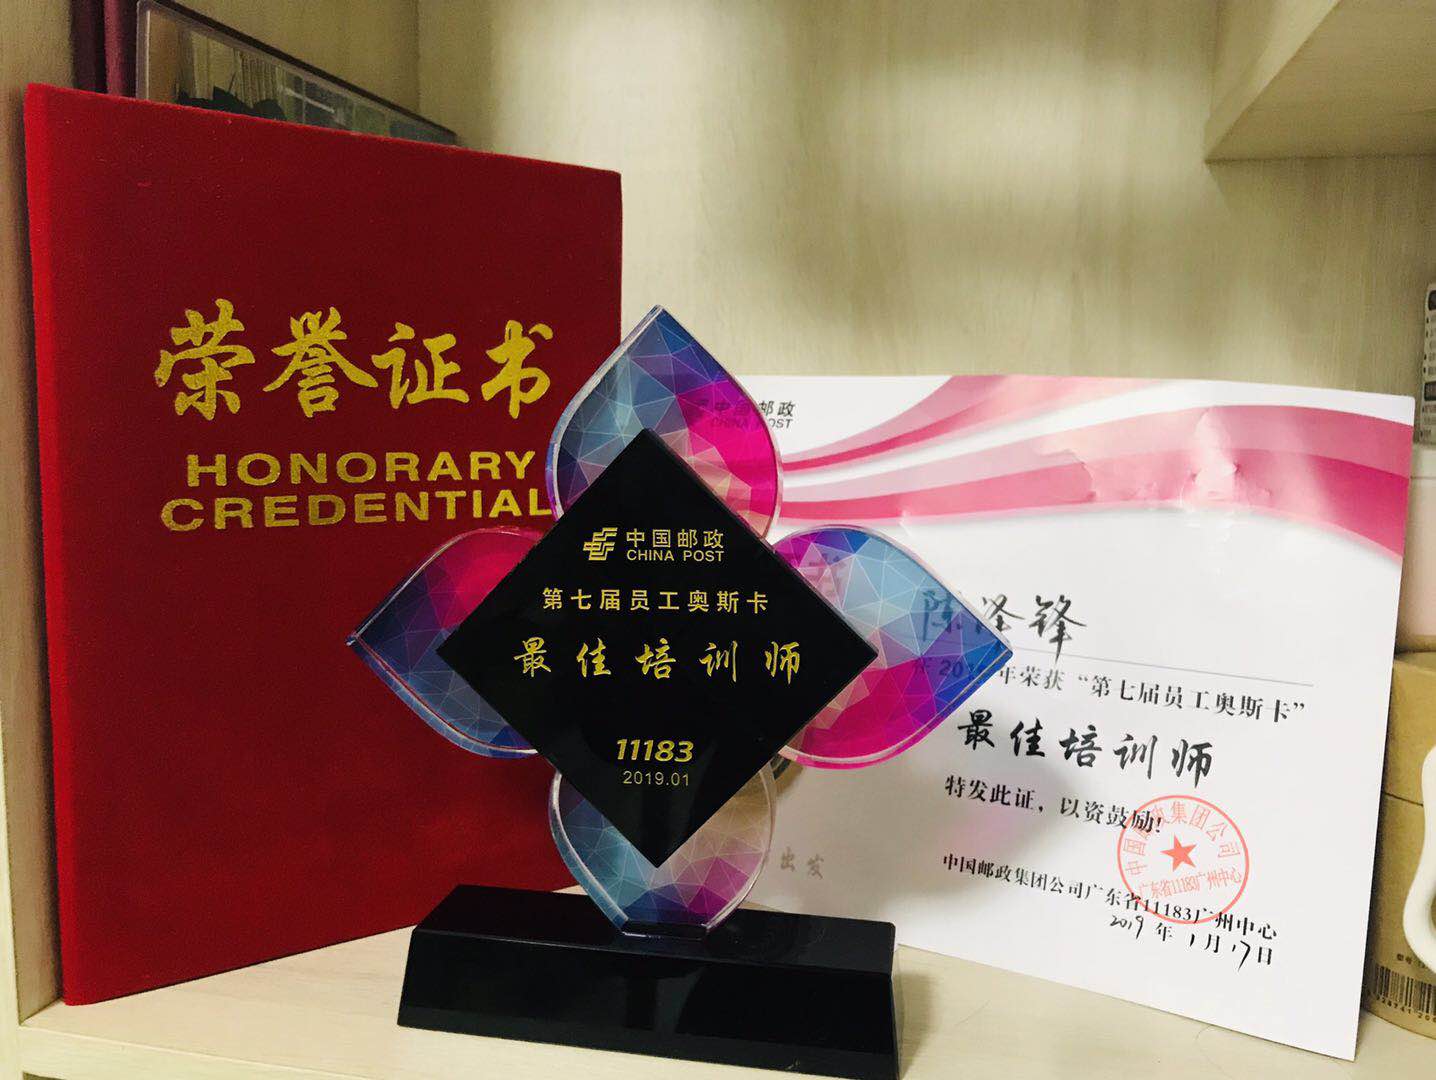 荣誉证书
HONORARY
CREDENTIAL
中国邮政
CHINA POST
第七届员工奥斯卡
最佳培训师
11183
2019.01
中国邮政
CHINA POST
陈泽锋
年荣获“第七届员工奥斯卡”
最佳培训师
特发此证，以资鼓励！
中国邮政集团公司广东省11183广州中心
2019年1月17日
中国邮政集团公司
广东省11183广州中心
出发